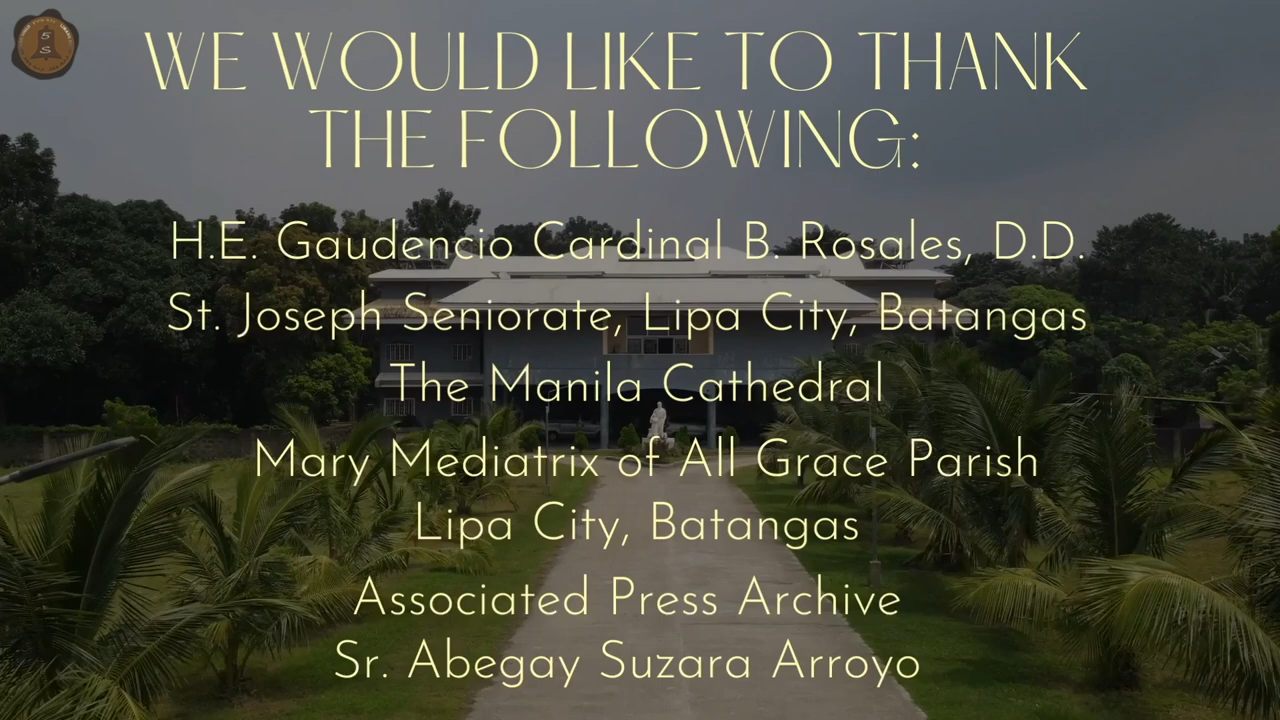 5
S
WE WOULD LIKE TO THANK
THE FOLLOWING:
H.E. Gaudencio Cardinal B. Rosales, D.D.
St. Joseph Seniorate, Lipa City, Batangas
The Manila Cathedral
Mary Mediatrix of All Grace Parish
Lipa City, Batangas
Associated Press Archive
Sr. Abegay Suzara Arroyo